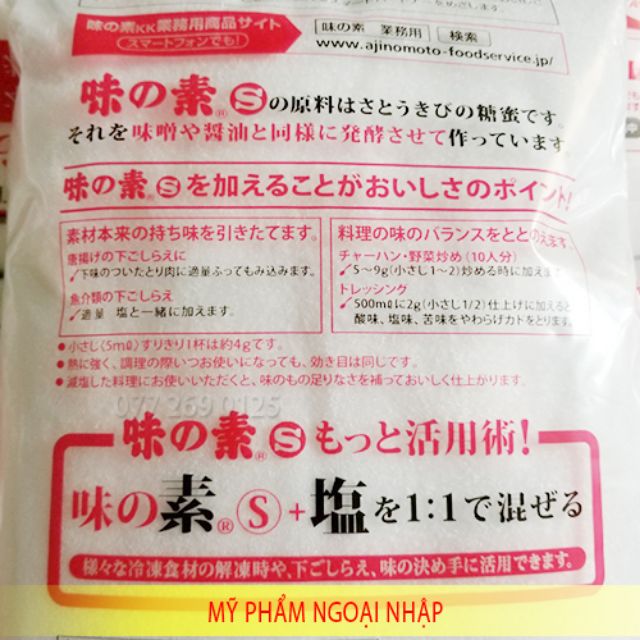 味の素KK業務用商品サイト
スマートフォンでも!
味の素 業務用 検索
www.ajinomoto-foodservice.jp/
味の素®Ⓢの原料はさとうきびの糖蜜です。
それを味噌や醤油と同様に発酵させて作っています
味の素®Ⓢを加えることがおいしさのポイント!
素材本来の持ち味を引きたてます。
唐揚げの下ごしらえに
✓下味のついたとり肉に適量ふってもみ込みます。
魚介類の下ごしらえ
✓適量 塩と一緒に加えます。
料理の味のバランスをととのえます。
チャーハン・野菜炒め(10人分)
✓5〜9g(小さじ1〜2)炒める時に加えます
ドレッシング
✓500mℓに2g(小さじ1/2)仕上げに加えると
酸味、塩味、苦味をやわらげカドをとります。
●小さじ(5mℓ)すりきり1杯は約4gです。
●熱に強く、調理の際いつお使いになっても、効き目は同じです。
●減塩した料理にお使いいただくと、味のもの足りなさを補っておいしく仕上がります。
077 269 0125
味の素®Ⓢもっと活用術!
味の素®Ⓢ+塩を1:1で混ぜる
様々な冷凍食材の解凍時や、下ごしらえ、味の決め手に活用できます。
MỸ PHẨM NGOẠI NHẬP